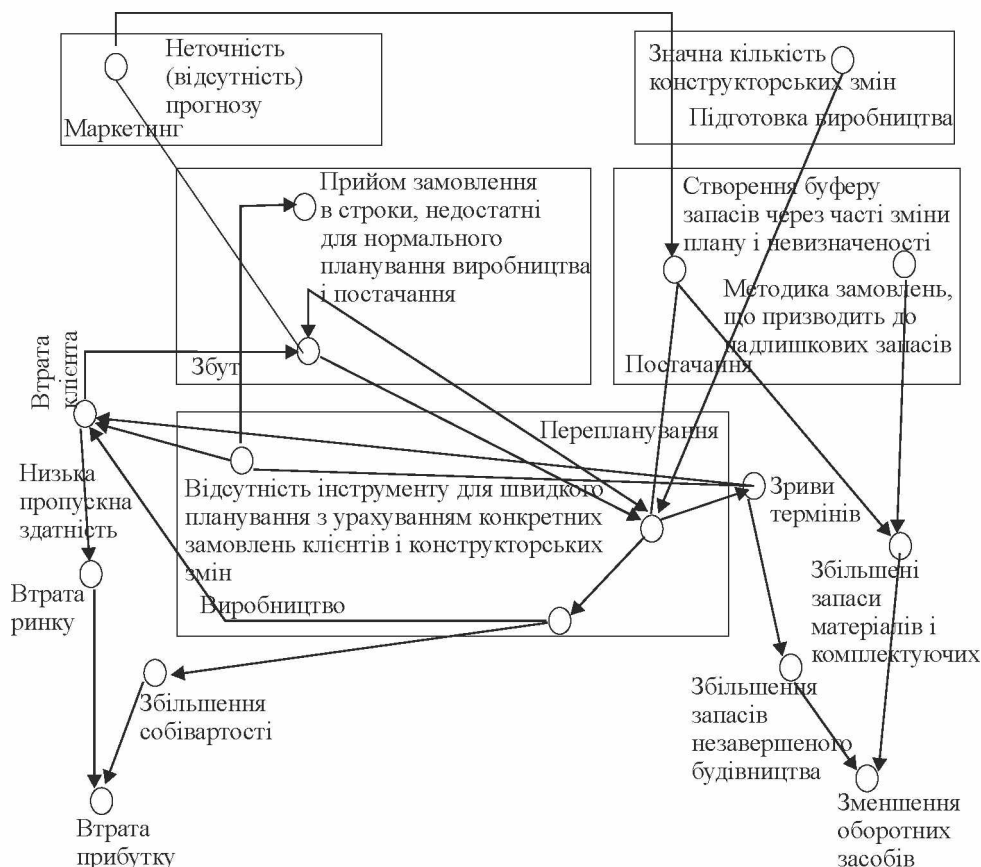 Неточність
(відсутність)
прогнозу
Маркетинг
Значна кількість
конструкторських змін
Підготовка виробництва
Прийом замовлення
в строки, недостатні
для нормального
планування виробництва
і постачання
Збут
Створення буферу
запасів через часті зміни
плану і невизначеності
Методика замовлень,
що призводить до
надлишкових запасів
Постачання
Втрата
клієнта
Перепланування
Відсутність інструменту для швидкого
планування з урахуванням конкретних
замовлень клієнтів і конструкторських
змін
Виробництво
Низька
пропускна
здатність
Зриви
термінів
Втрата
ринку
Збільшені
запаси
матеріалів і
комплектуючих
Збільшення
собівартості
Збільшення
запасів
незавершеного
будівництва
Втрата
прибутку
Зменшення
оборотних
засобів